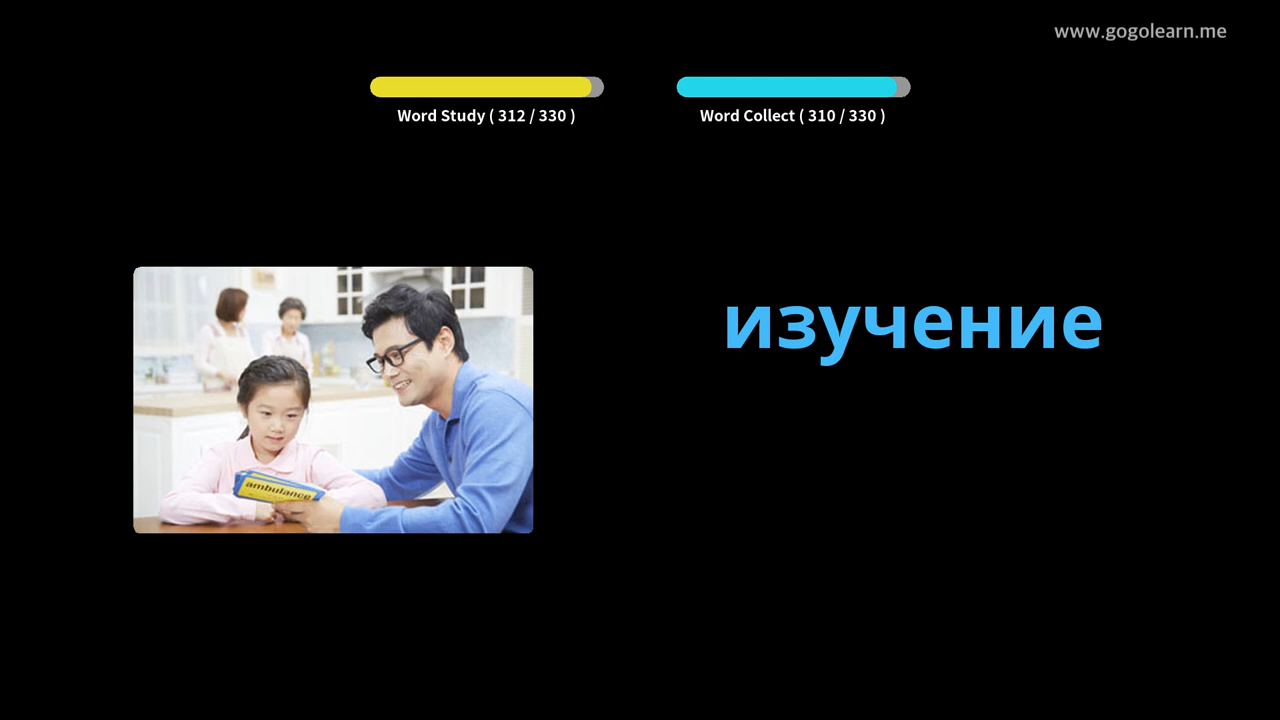 www.gogolearn.me
Word Study ( 312 / 330 )
Word Collect ( 310 / 330 )
изучение
ambulance